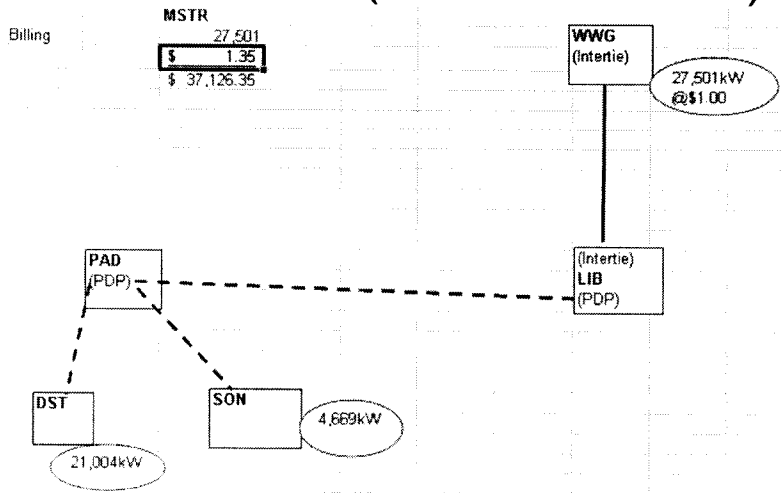 MSTR
Billing
27,501
$ 1.35
$ 37,126.35
WWG
(Intertie)
27,501kW
@$1.00
PAD
(PDP)
(Intertie)
LIB
(PDP)
DST
SON
4,669kW
21,004kW